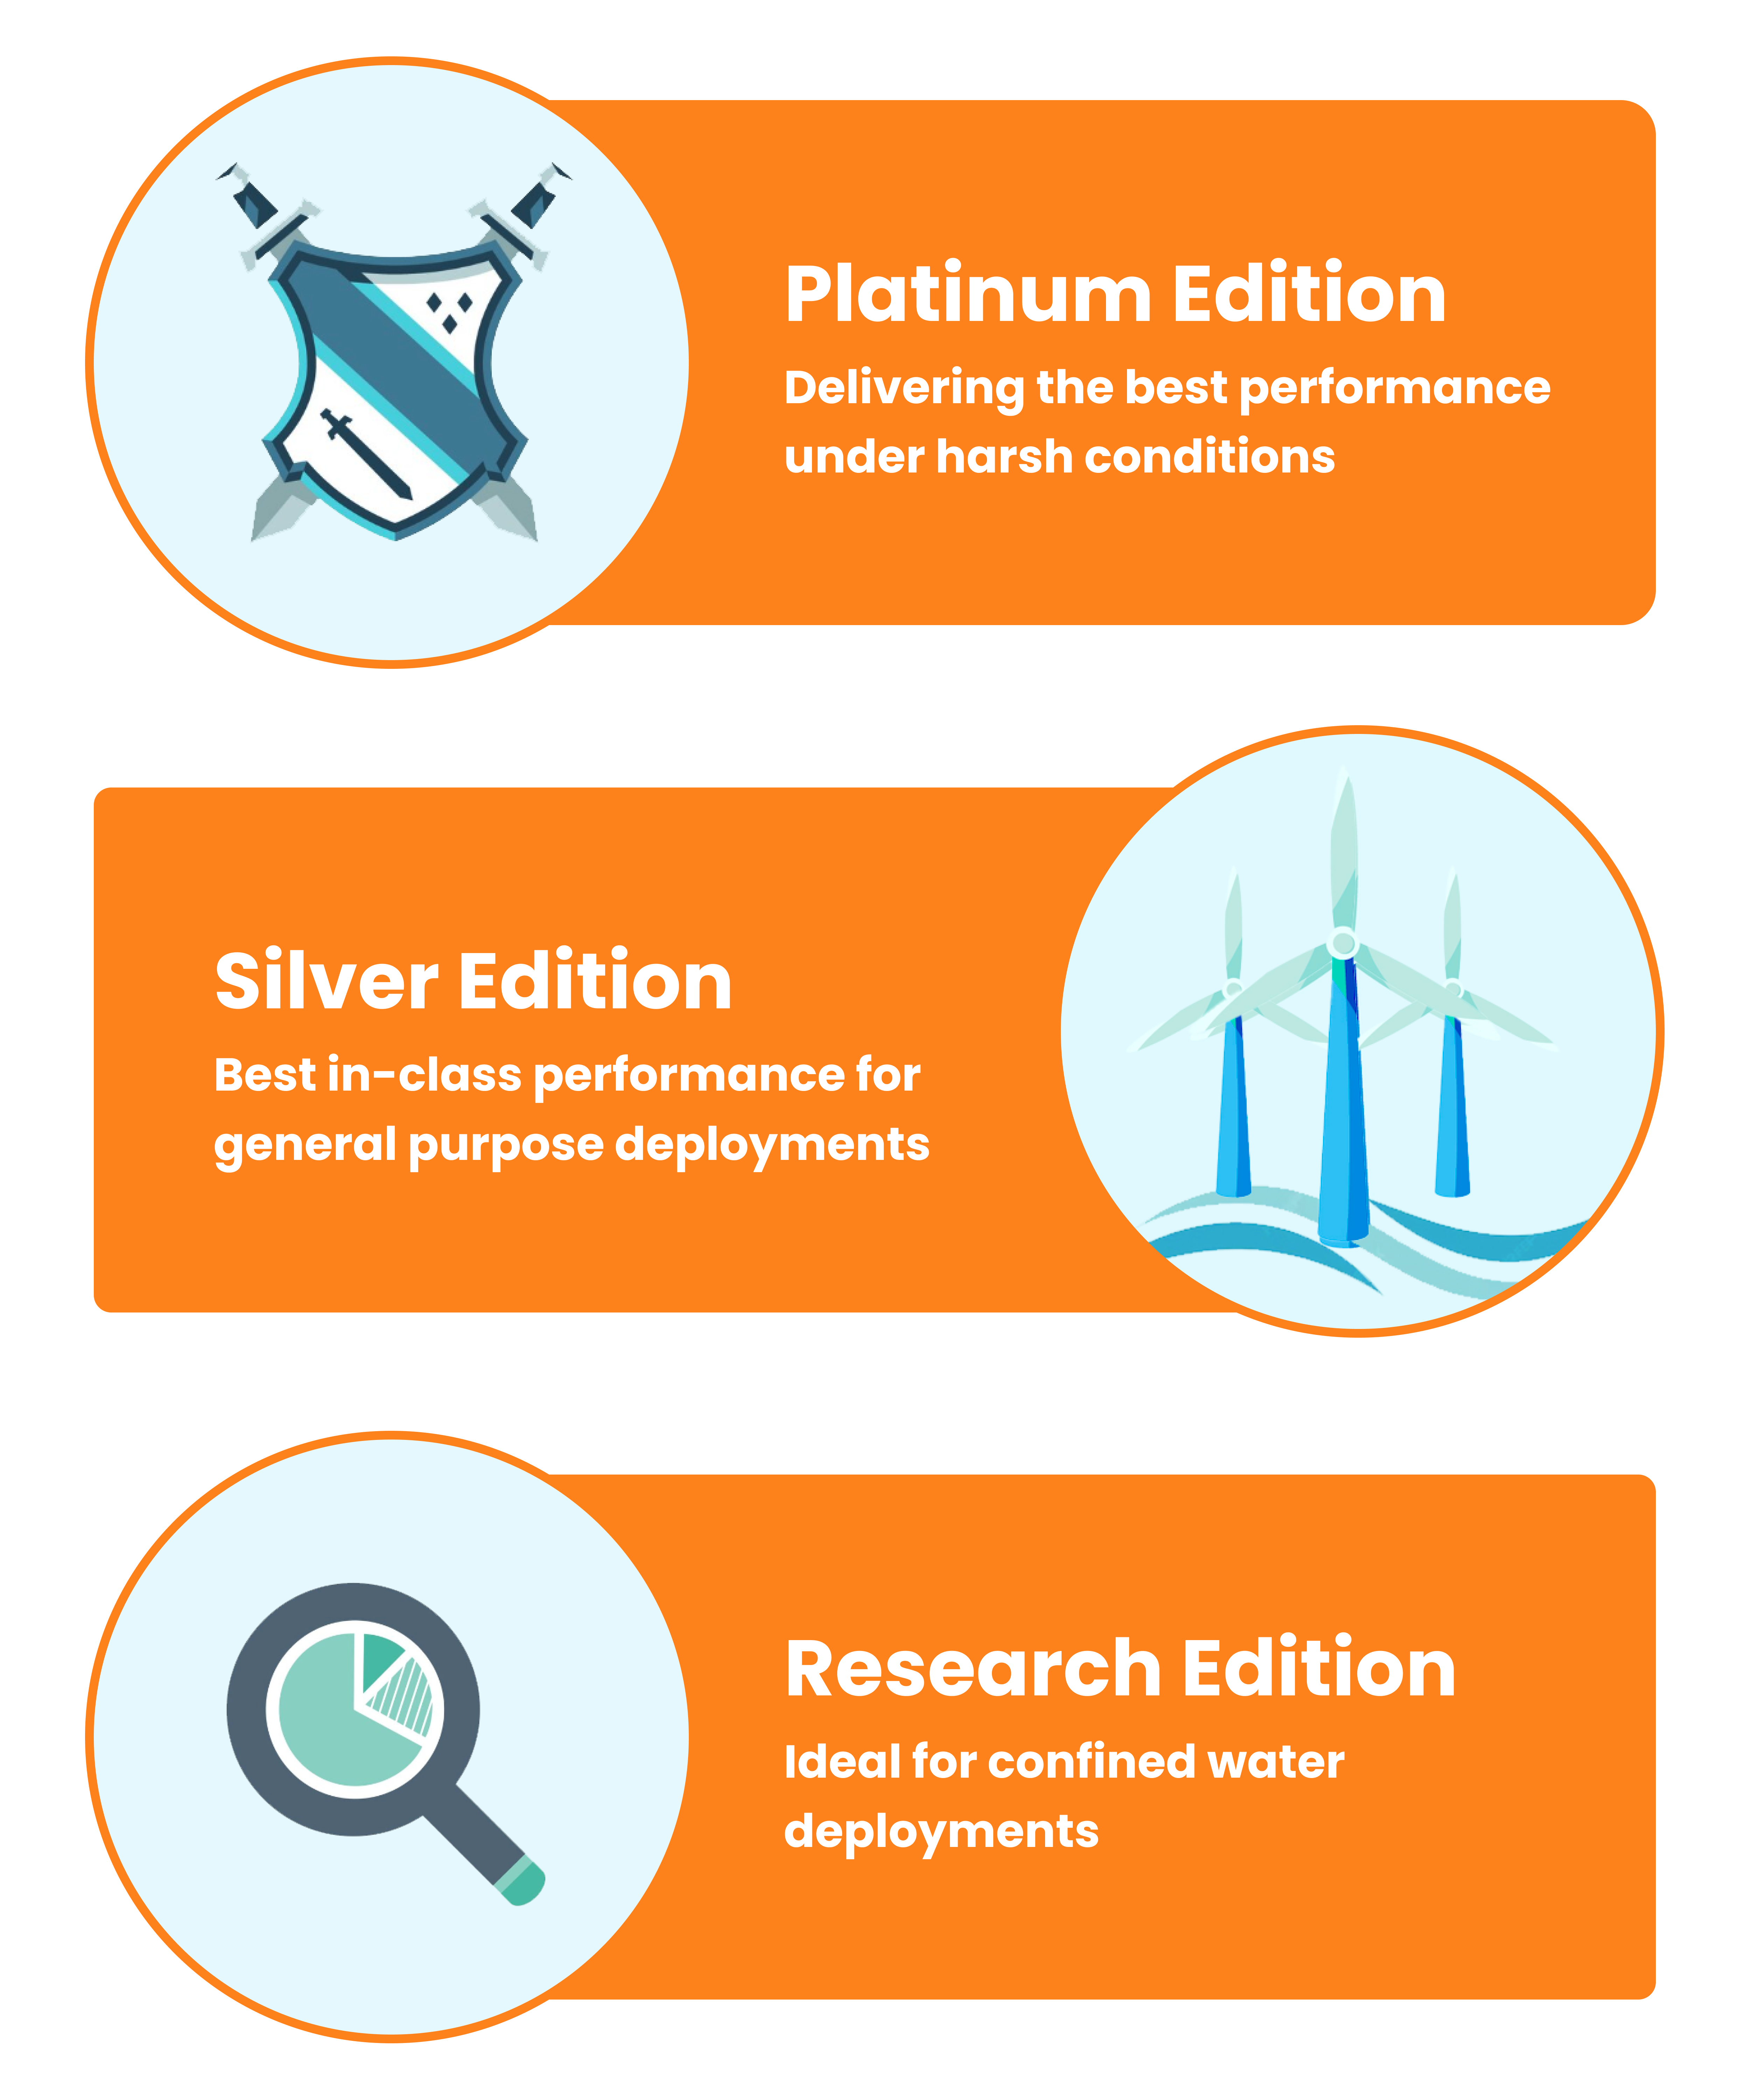 Platinum Edition
Delivering the best performance
under harsh conditions
Silver Edition
Best in-class performance for
general purpose deployments
Research Edition
Ideal for confined water
deployments